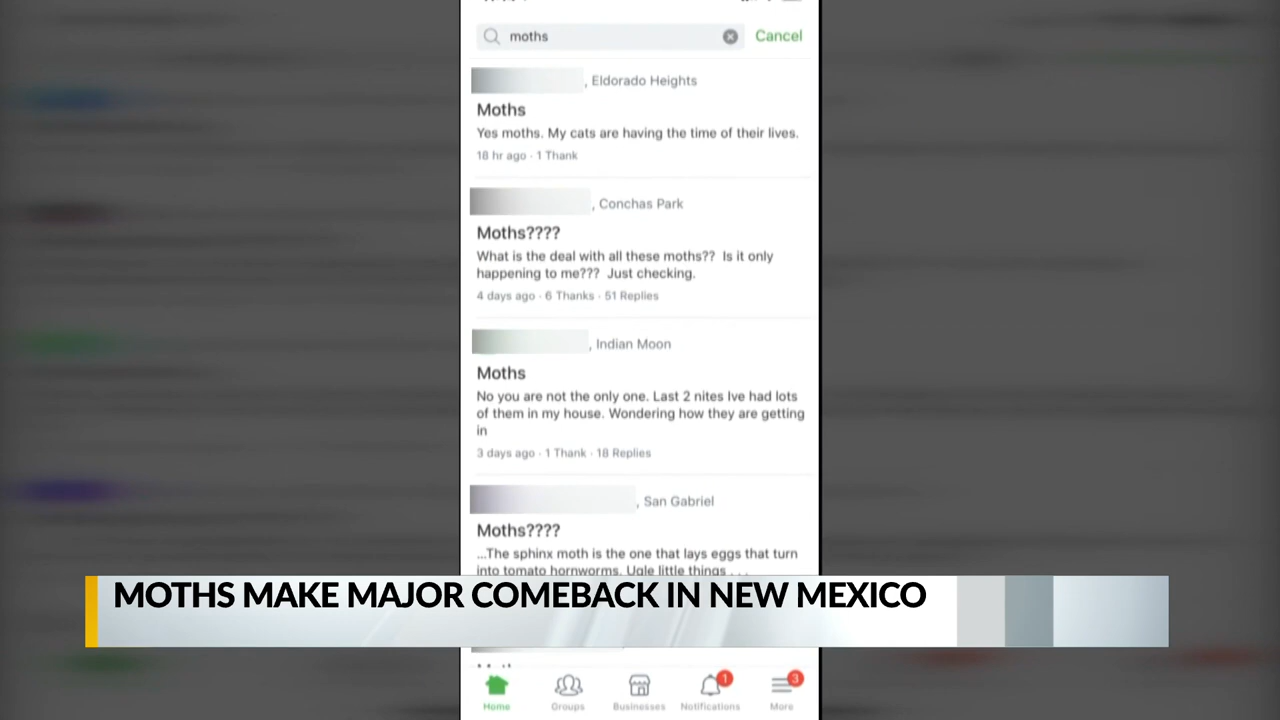 moths
Cancel
, Eldorado Heights
Moths
Yes moths. My cats are having the time of their lives.
18 hr ago · 1 Thank
, Conchas Park
Moths????
What is the deal with all these moths?? Is it only
happening to me??? Just checking.
4 days ago · 6 Thanks · 51 Replies
, Indian Moon
Moths
No you are not the only one. Last 2 nites Ive had lots
of them in my house. Wondering how they are getting
in
3 days ago · 1 Thank · 18 Replies
, San Gabriel
Moths????
...The sphinx moth is the one that lays eggs that turn
into tomato hornworms. Ugle little things . . .
MOTHS MAKE MAJOR COMEBACK IN NEW MEXICO
1
3
Home
Groups
Businesses
Notifications
More